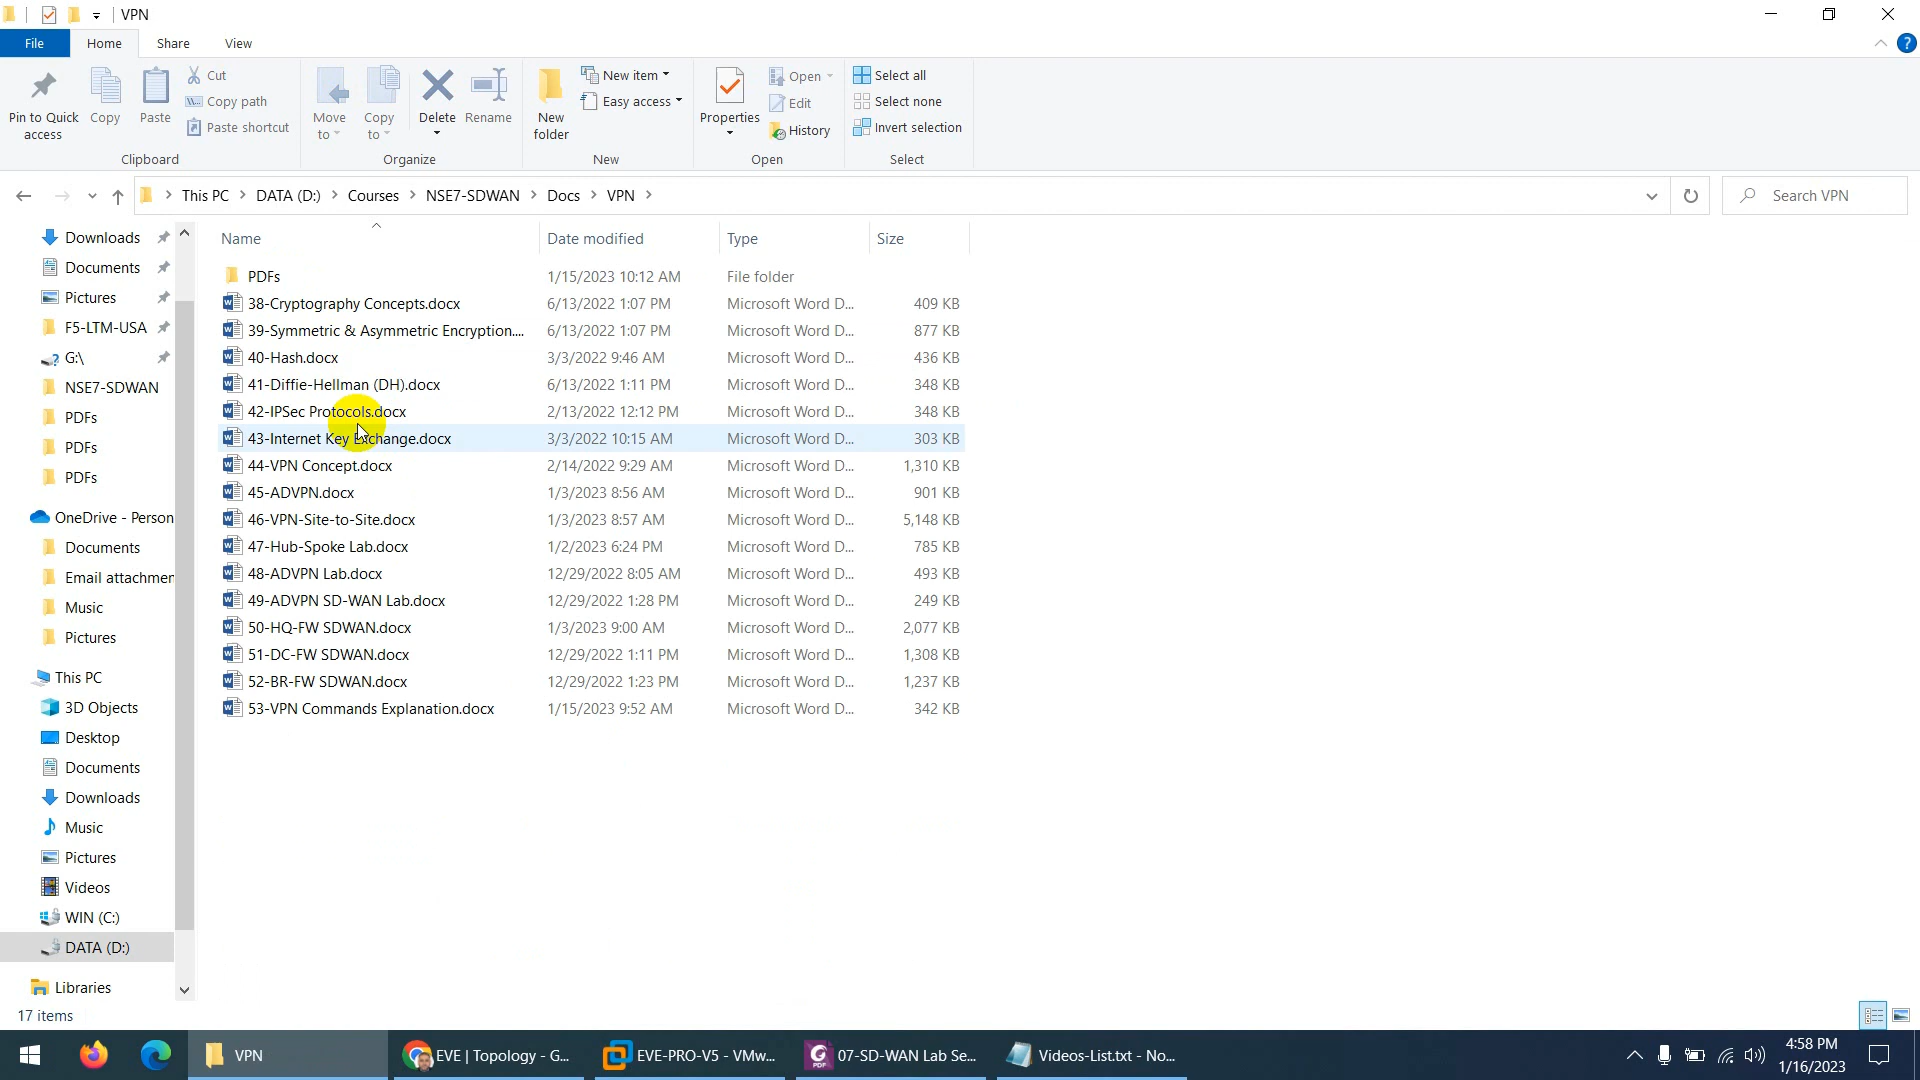 VPN
File Home Share View
Pin to Quick access
Copy
Paste
Cut
Copy path
Paste shortcut
Clipboard
Move to
Copy to
Delete
Rename
Organize
New folder
New item
Easy access
New
Properties
Open
Edit
History
Open
Select all
Select none
Invert selection
Select
This PC DATA (D:) Courses NSE7-SDWAN Docs VPN
Search VPN
Downloads
Documents
Pictures
F5-LTM-USA
G:\
NSE7-SDWAN
PDFs
PDFs
PDFs
OneDrive - Person
Documents
Email attachmen
Music
Pictures
This PC
3D Objects
Desktop
Documents
Downloads
Music
Pictures
Videos
WIN (C:)
DATA (D:)
Libraries
Name Date modified Type Size
PDFs 1/15/2023 10:12 AM File folder
38-Cryptography Concepts.docx 6/13/2022 1:07 PM Microsoft Word D... 409 KB
39-Symmetric & Asymmetric Encryption.... 6/13/2022 1:07 PM Microsoft Word D... 877 KB
40-Hash.docx 3/3/2022 9:46 AM Microsoft Word D... 436 KB
41-Diffie-Hellman (DH).docx 6/13/2022 1:11 PM Microsoft Word D... 348 KB
42-IPSec Protocols.docx 2/13/2022 12:12 PM Microsoft Word D... 348 KB
43-Internet Key Exchange.docx 3/3/2022 10:15 AM Microsoft Word D... 303 KB
44-VPN Concept.docx 2/14/2022 9:29 AM Microsoft Word D... 1,310 KB
45-ADVPN.docx 1/3/2023 8:56 AM Microsoft Word D... 901 KB
46-VPN-Site-to-Site.docx 1/3/2023 8:57 AM Microsoft Word D... 5,148 KB
47-Hub-Spoke Lab.docx 1/2/2023 6:24 PM Microsoft Word D... 785 KB
48-ADVPN Lab.docx 12/29/2022 8:05 AM Microsoft Word D... 493 KB
49-ADVPN SD-WAN Lab.docx 12/29/2022 1:28 PM Microsoft Word D... 249 KB
50-HQ-FW SDWAN.docx 1/3/2023 9:00 AM Microsoft Word D... 2,077 KB
51-DC-FW SDWAN.docx 12/29/2022 1:11 PM Microsoft Word D... 1,308 KB
52-BR-FW SDWAN.docx 12/29/2022 1:23 PM Microsoft Word D... 1,237 KB
53-VPN Commands Explanation.docx 1/15/2023 9:52 AM Microsoft Word D... 342 KB
17 items
VPN
EVE | Topology - G...
EVE-PRO-V5 - VMw...
07-SD-WAN Lab Se...
Videos-List.txt - No...
4:58 PM
1/16/2023